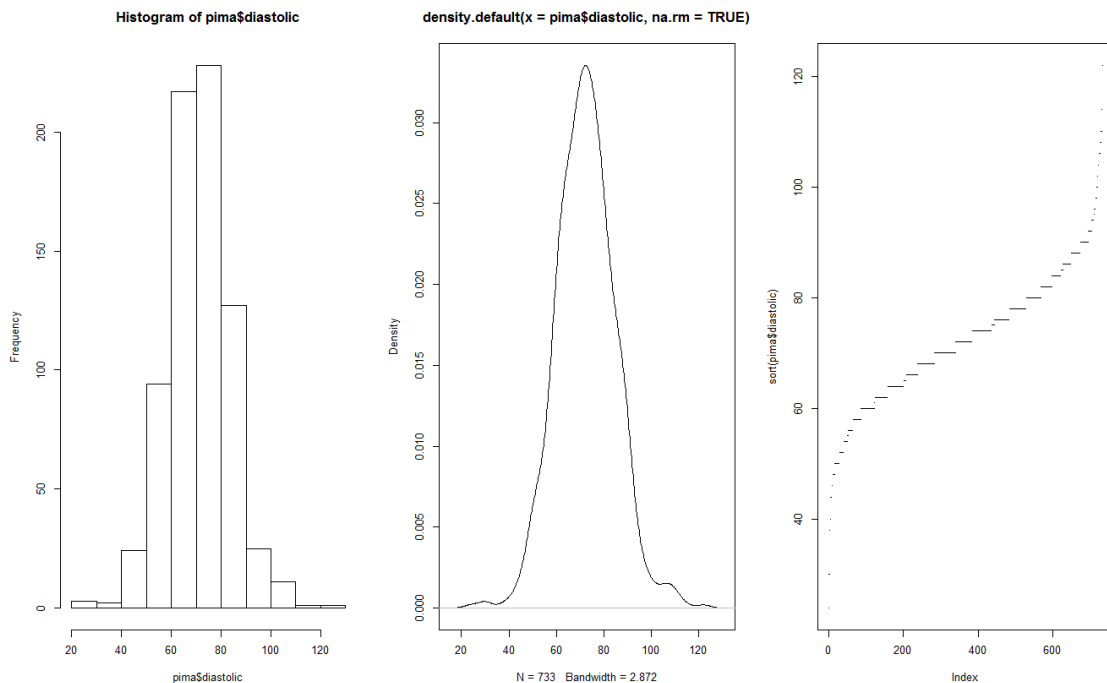 Histogram of pima$diastolic
Frequency
0
50
100
150
200
20 40 60 80 100 120
pima$diastolic
density.default(x = pima$diastolic, na.rm = TRUE)
Density
0.000
0.005
0.010
0.015
0.020
0.025
0.030
20 40 60 80 100 120
N = 733 Bandwidth = 2.872
sort(pima$diastolic)
40
60
80
100
120
0 200 400 600
Index